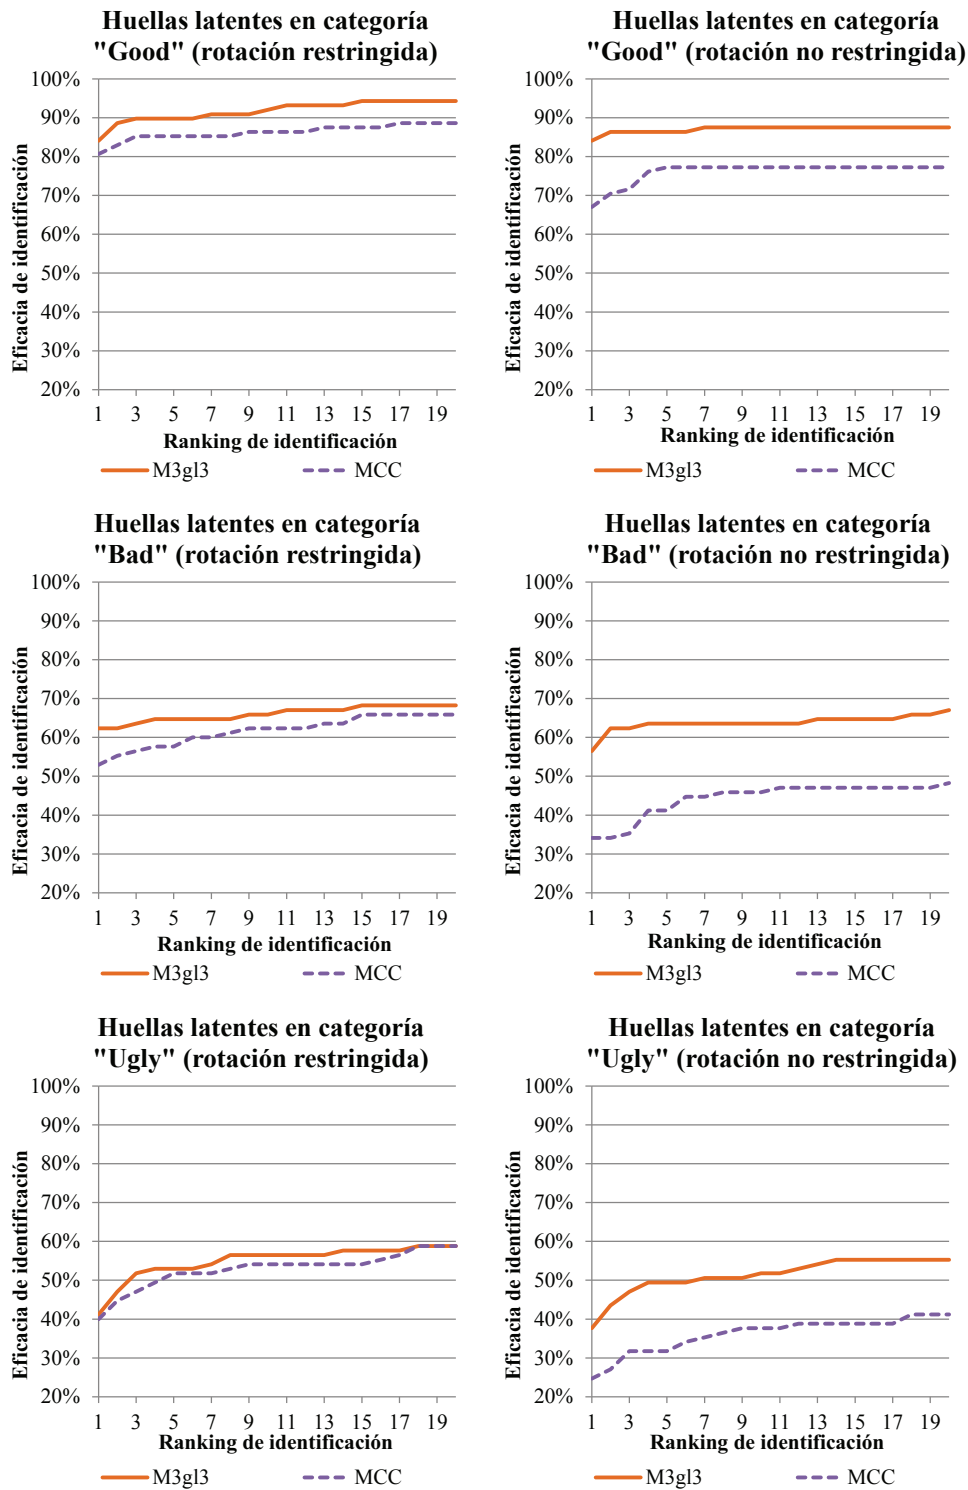 Huellas latentes en categoría
"Good" (rotación restringida)
100%
90%
80%
70%
60%
50%
40%
30%
20%
Eficacia de identificación
1 3 5 7 9 11 13 15 17 19
Ranking de identificación
M3gl3 MCC
Huellas latentes en categoría
"Good" (rotación no restringida)
100%
90%
80%
70%
60%
50%
40%
30%
20%
Eficacia de identificación
1 3 5 7 9 11 13 15 17 19
Ranking de identificación
M3gl3 MCC
Huellas latentes en categoría
"Bad" (rotación restringida)
100%
90%
80%
70%
60%
50%
40%
30%
20%
Eficacia de identificación
1 3 5 7 9 11 13 15 17 19
Ranking de identificación
M3gl3 MCC
Huellas latentes en categoría
"Bad" (rotación no restringida)
100%
90%
80%
70%
60%
50%
40%
30%
20%
Eficacia de identificación
1 3 5 7 9 11 13 15 17 19
Ranking de identificación
M3gl3 MCC
Huellas latentes en categoría
"Ugly" (rotación restringida)
100%
90%
80%
70%
60%
50%
40%
30%
20%
Eficacia de identificación
1 3 5 7 9 11 13 15 17 19
Ranking de identificación
M3gl3 MCC
Huellas latentes en categoría
"Ugly" (rotación no restringida)
100%
90%
80%
70%
60%
50%
40%
30%
20%
Eficacia de identificación
1 3 5 7 9 11 13 15 17 19
Ranking de identificación
M3gl3 MCC